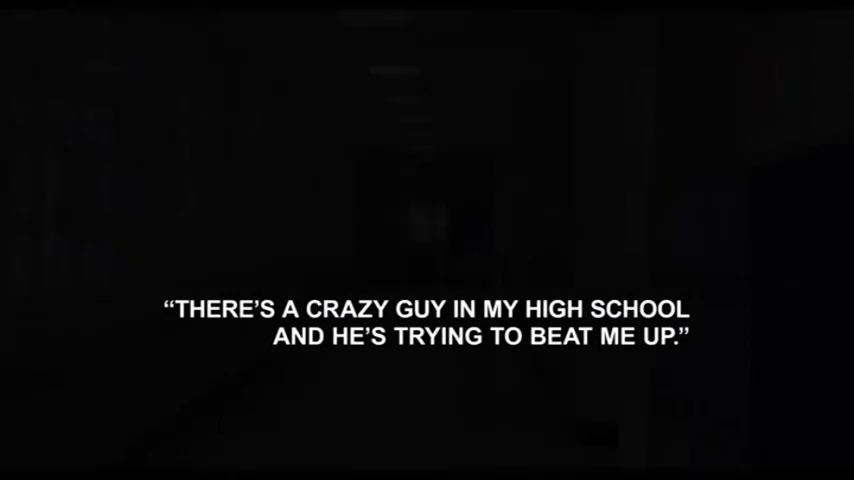 “THERE’S A CRAZY GUY IN MY HIGH SCHOOL
AND HE’S TRYING TO BEAT ME UP.”